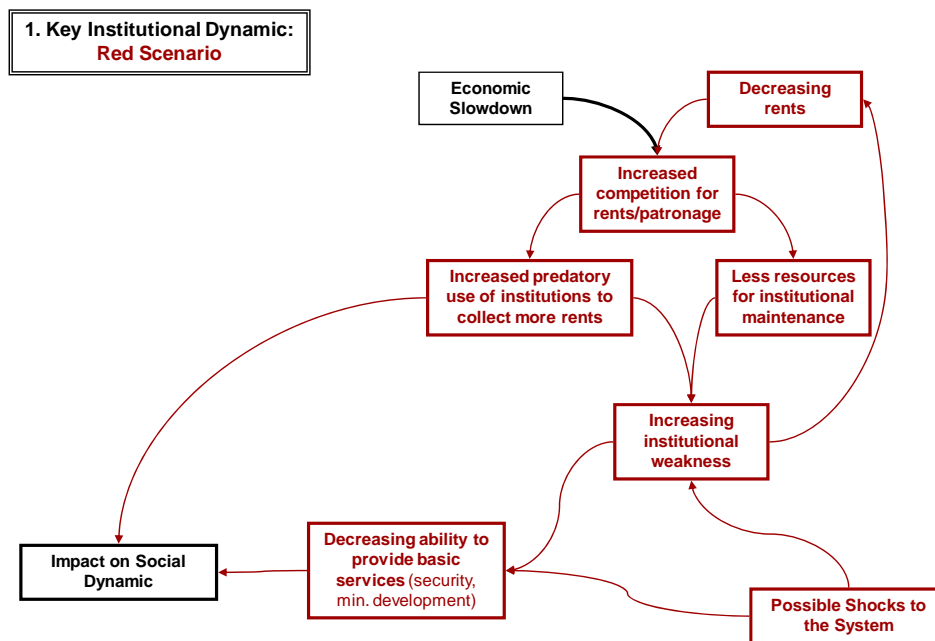 1. Key Institutional Dynamic:
Red Scenario
Economic
Slowdown
Decreasing
rents
Increased
competition for
rents/patronage
Increased predatory
use of institutions to
collect more rents
Less resources
for institutional
maintenance
Increasing
institutional
weakness
Impact on Social
Dynamic
Decreasing ability to
provide basic
services (security,
min. development)
Possible Shocks to
the System